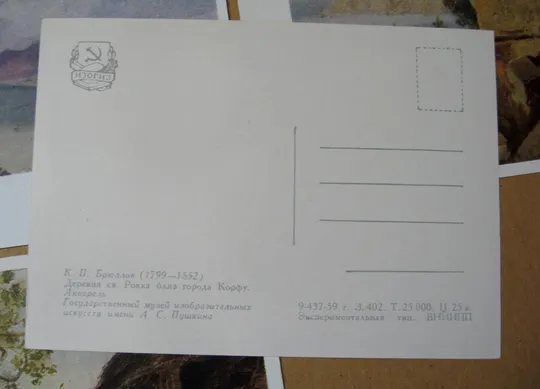 ИЗОГИЗ
К. П. Брюллов (1799—1852)
Деревня св. Рокка близ города Корфу.
Акварель
Государственный музей изобразительных
искусств имени А. С. Пушкина
9-437-59 г. З. 402. Т. 25 000. Ц. 25 к.
Экспериментальная тип. ВНИИПП